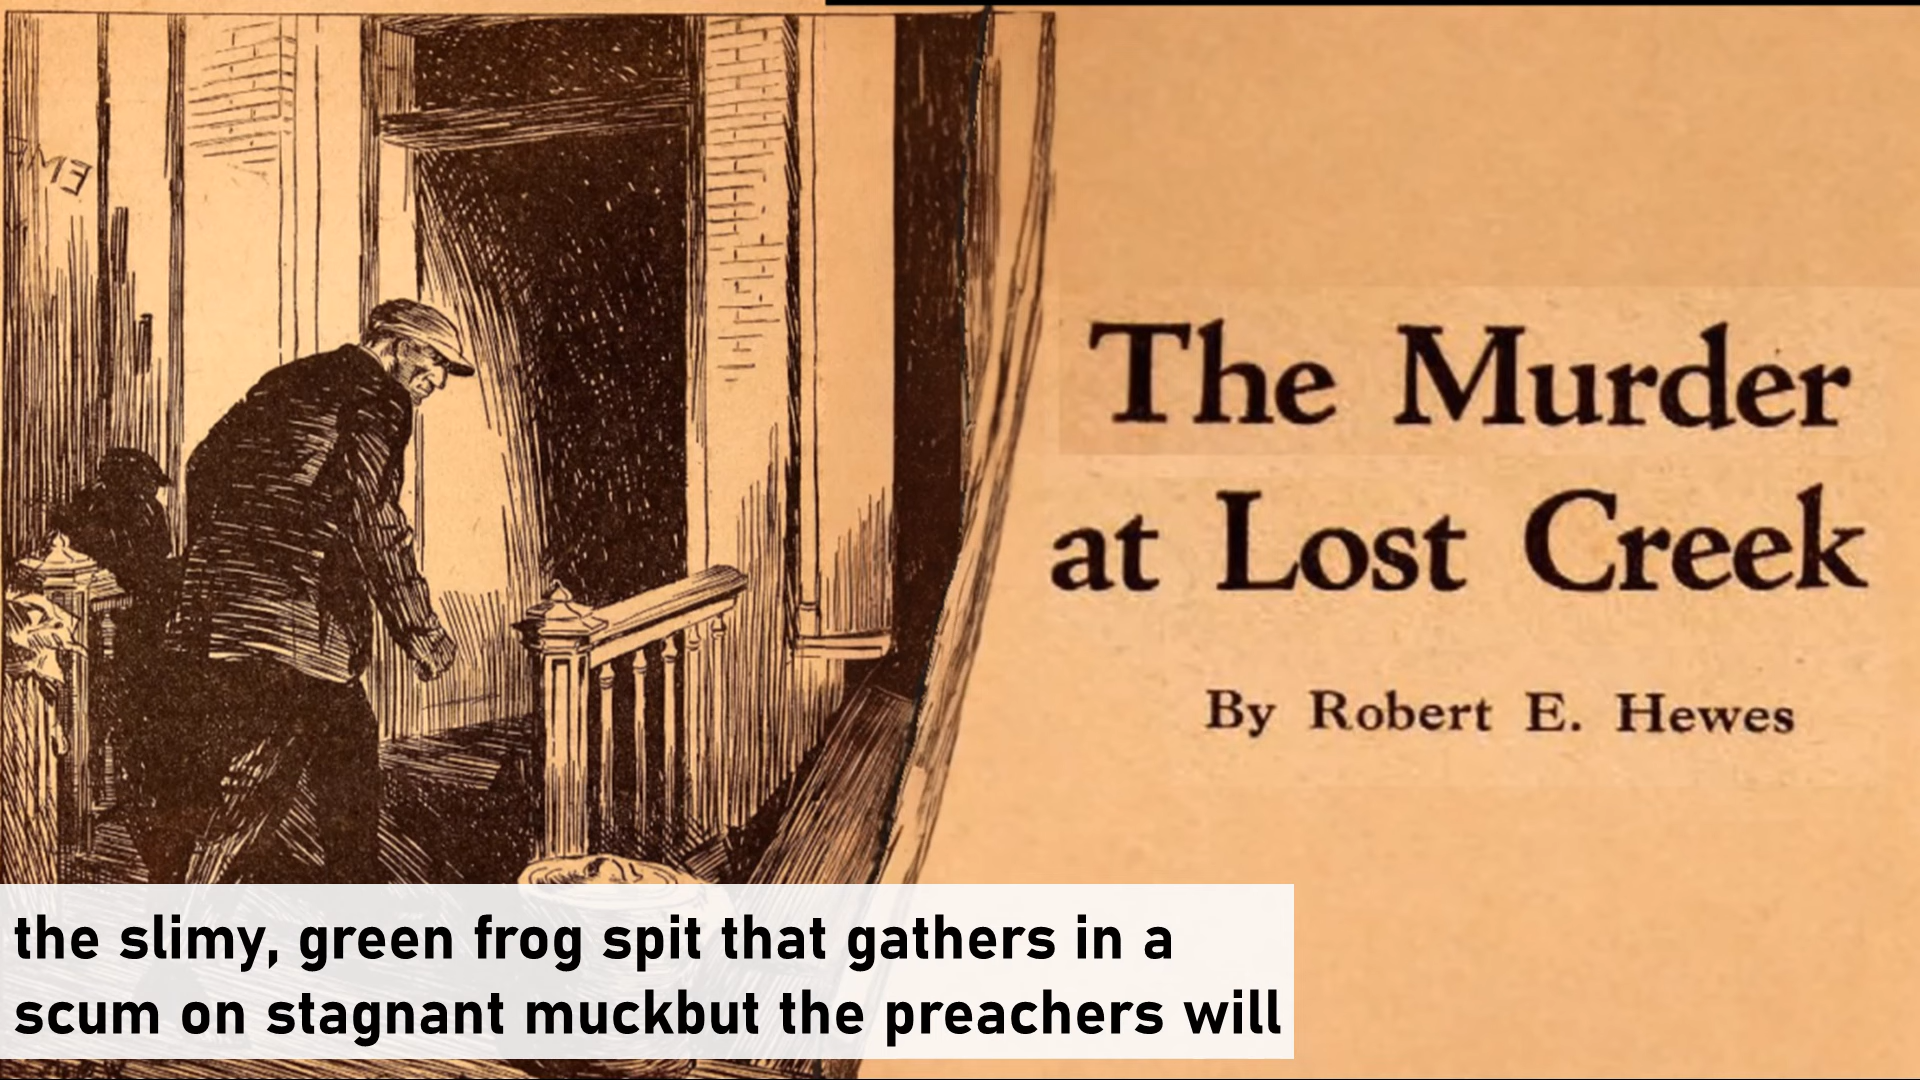 The Murder
at Lost Creek
By Robert E. Hewes
the slimy, green frog spit that gathers in a
scum on stagnant muckbut the preachers will